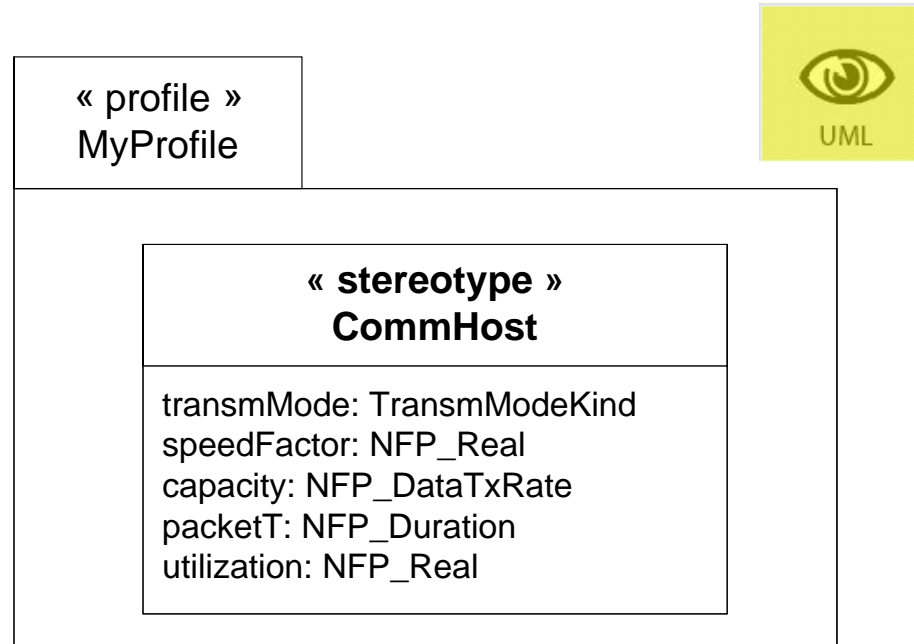 « profile »
MyProfile
UML
« stereotype »
CommHost
transmMode: TransmModeKind
speedFactor: NFP_Real
capacity: NFP_DataTxRate
packetT: NFP_Duration
utilization: NFP_Real